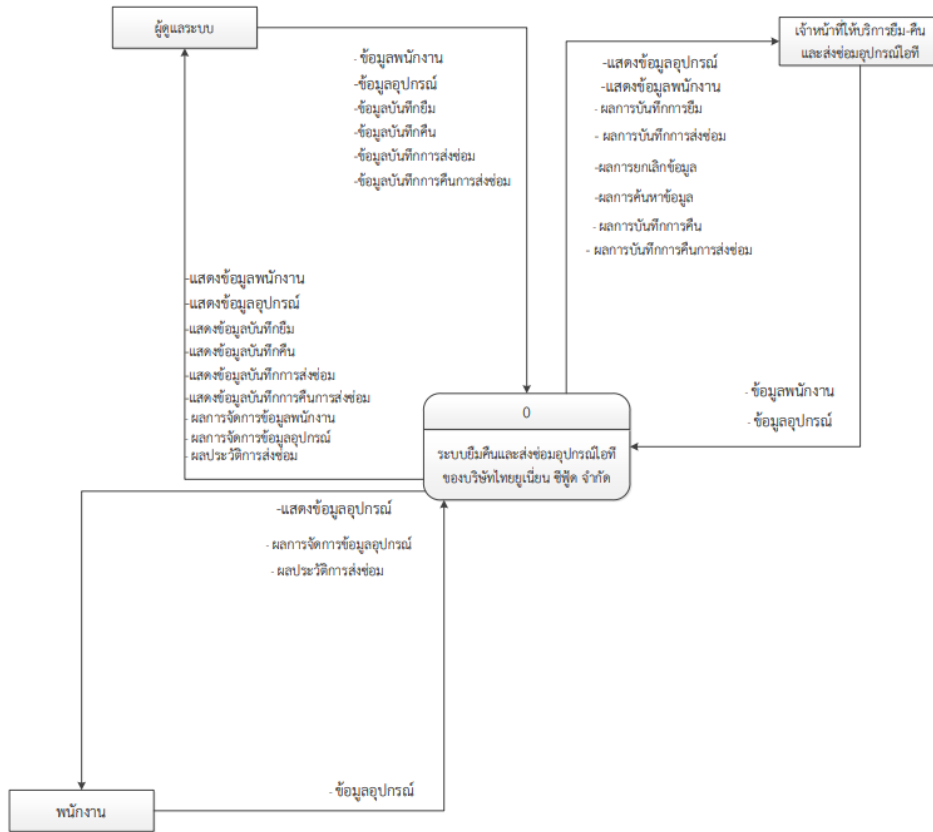 ผู้ดูแลระบบ
- ข้อมูลพนักงาน
-ข้อมูลอุปกรณ์
-ข้อมูลบันทึกยืม
-ข้อมูลบันทึกคืน
-ข้อมูลบันทึกการส่งซ่อม
-ข้อมูลบันทึกการคืนการส่งซ่อม
เจ้าหน้าที่ให้บริการยืม-คืน
และส่งซ่อมอุปกรณ์ไอที
-แสดงข้อมูลอุปกรณ์
-แสดงข้อมูลพนักงาน
- ผลการบันทึกการยืม
- ผลการบันทึกการส่งซ่อม
-ผลการยกเลิกข้อมูล
-ผลการค้นหาข้อมูล
- ผลการบันทึกการคืน
- ผลการบันทึกการคืนการส่งซ่อม
-แสดงข้อมูลพนักงาน
-แสดงข้อมูลอุปกรณ์
-แสดงข้อมูลบันทึกยืม
-แสดงข้อมูลบันทึกคืน
-แสดงข้อมูลบันทึกการส่งซ่อม
-แสดงข้อมูลบันทึกการคืนการส่งซ่อม
- ผลการจัดการข้อมูลพนักงาน
- ผลการจัดการข้อมูลอุปกรณ์
- ผลประวัติการส่งซ่อม
- ข้อมูลพนักงาน
- ข้อมูลอุปกรณ์
0
ระบบยืมคืนและส่งซ่อมอุปกรณ์ไอที
ของบริษัทไทยยูเนี่ยน ซีฟู้ด จำกัด
-แสดงข้อมูลอุปกรณ์
- ผลการจัดการข้อมูลอุปกรณ์
- ผลประวัติการส่งซ่อม
- ข้อมูลอุปกรณ์
พนักงาน